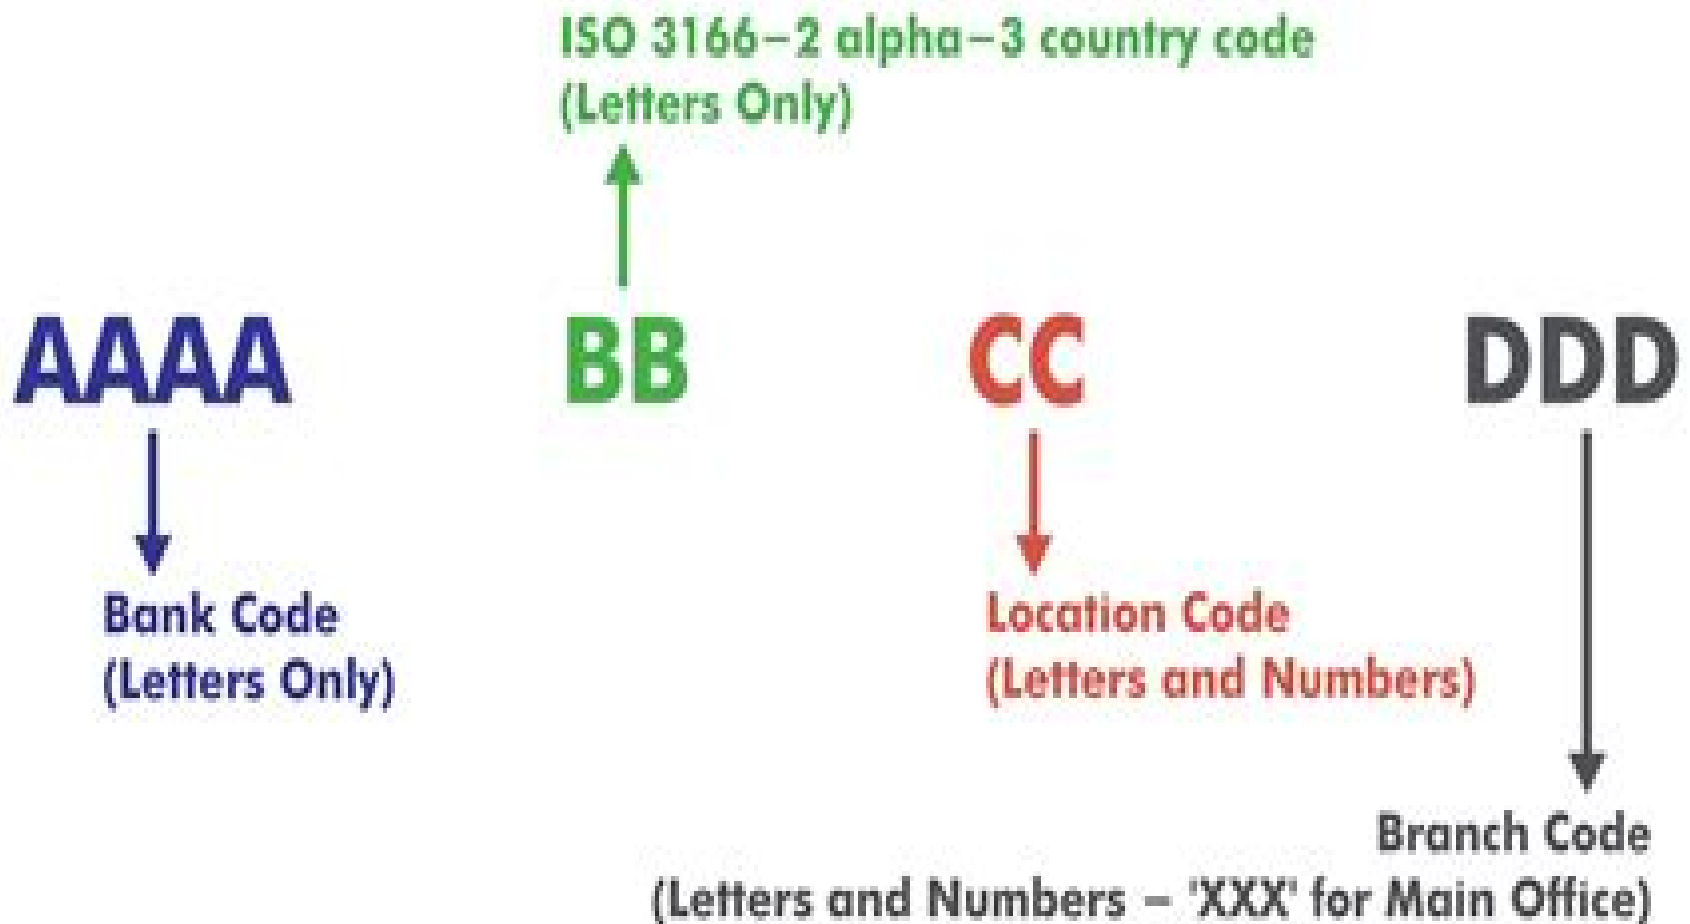 ISO 3166–2 alpha–3 country code
(Letters Only)
AAAA
BB
CC
DDD
Bank Code
(Letters Only)
Location Code
(Letters and Numbers)
Branch Code
(Letters and Numbers – 'XXX' for Main Office)